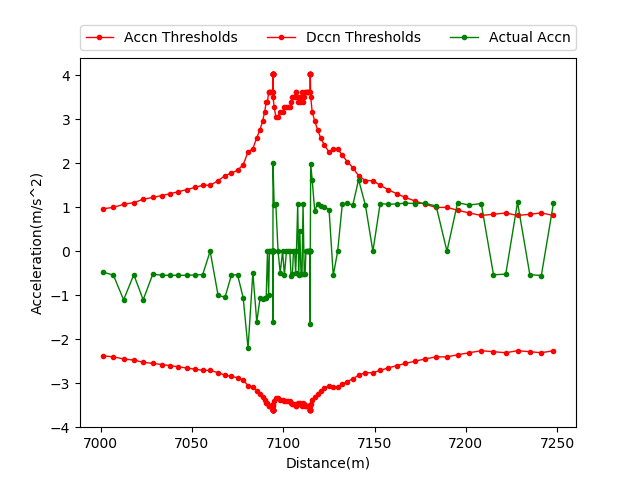 Accn Thresholds Dccn Thresholds Actual Accn
4
3
2
1
0
−1
−2
−3
−4
Acceleration(m/s^2)
7000 7050 7100 7150 7200 7250
Distance(m)